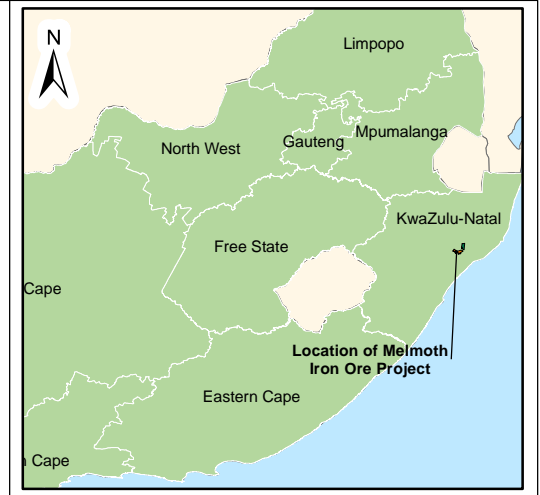 N
Limpopo
Mpumalanga
Gauteng
North West
KwaZulu-Natal
Free State
Cape
Location of Melmoth
Iron Ore Project
Eastern Cape
Cape